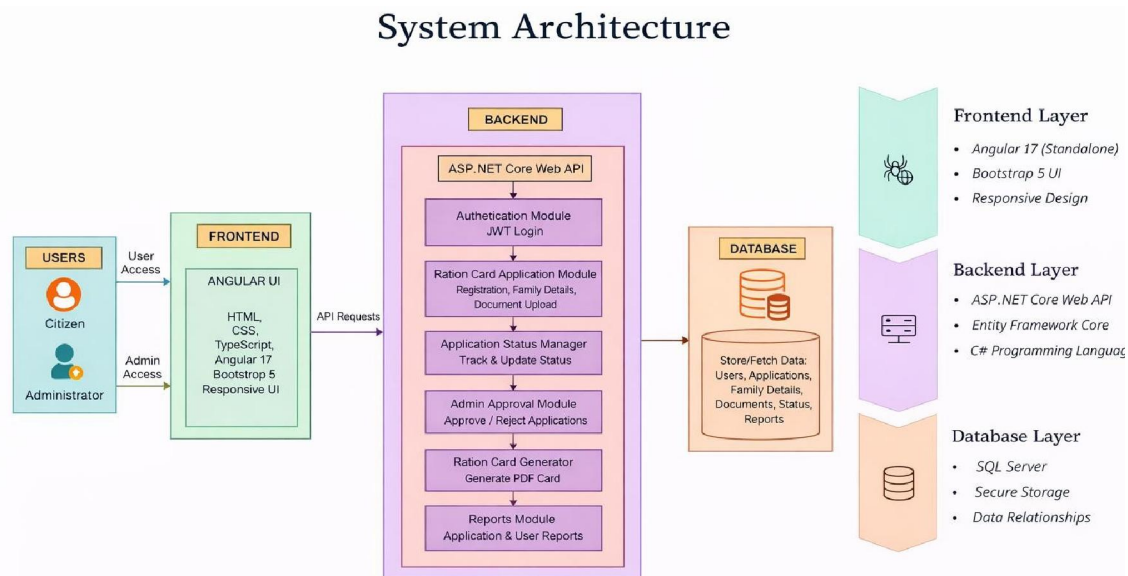 System Architecture
USERS
Citizen
Administrator
User
Access
Admin
Access
FRONTEND
ANGULAR UI
HTML,
CSS,
TypeScript,
Angular 17
Bootstrop 5
Responsive UI
API Requests
BACKEND
ASP.NET Core Web API
Authetication Module
JWT Login
Ration Card Application Module
Registration, Family Details,
Document Upload
Application Status Manager
Track & Update Status
Admin Approval Module
Approve / Reject Applications
Ration Card Generator
Generate PDF Card
Reports Module
Application & User Reports
DATABASE
Store/Fetch Data:
Users, Applications,
Family Details,
Documents, Status,
Reports
Frontend Layer
• Angular 17 (Standalone)
• Bootstrap 5 UI
• Responsive Design
Backend Layer
• ASP.NET Core Web API
• Entity Framework Core
• C# Programming Languag
Database Layer
• SQL Server
• Secure Storage
• Data Relationships